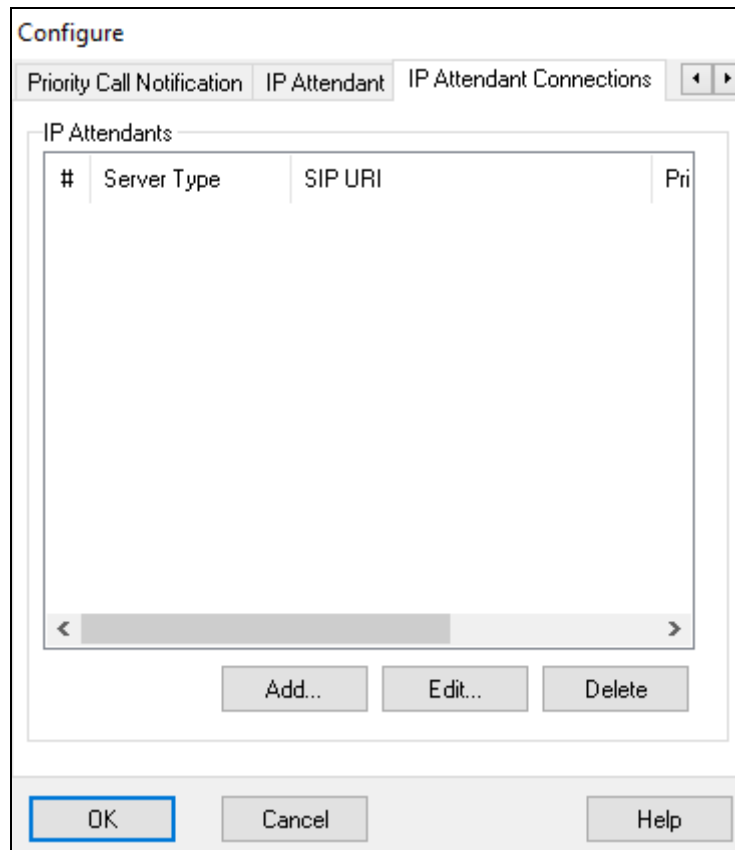 Configure
Priority Call Notification IP Attendant IP Attendant Connections
IP Attendants
# Server Type SIP URI Pri
Add... Edit... Delete
OK Cancel Help